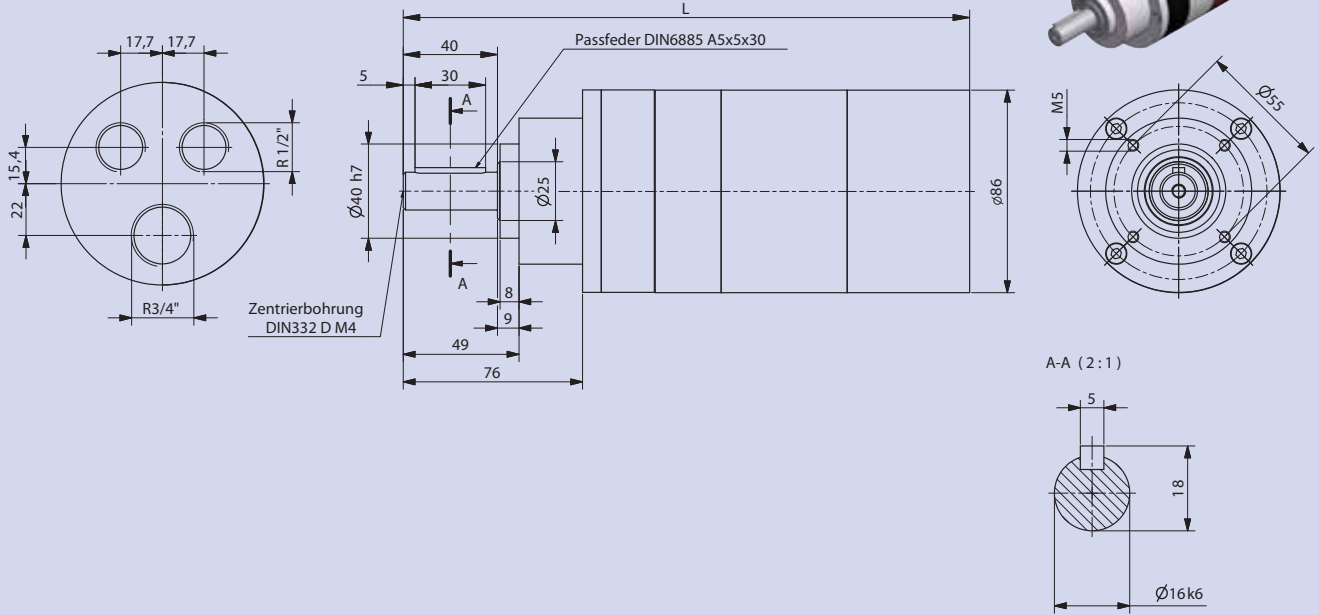 17,7
17,7
15,4
22
R 1/2"
R3/4"
L
40
Passfeder DIN6885 A5x5x30
5
30
A
Ø40 h7
Ø25
A
Zentrierbohrung
DIN332 D M4
8
9
49
76
Ø86
M5
Ø55
A-A ( 2 : 1 )
5
18
Ø16k6